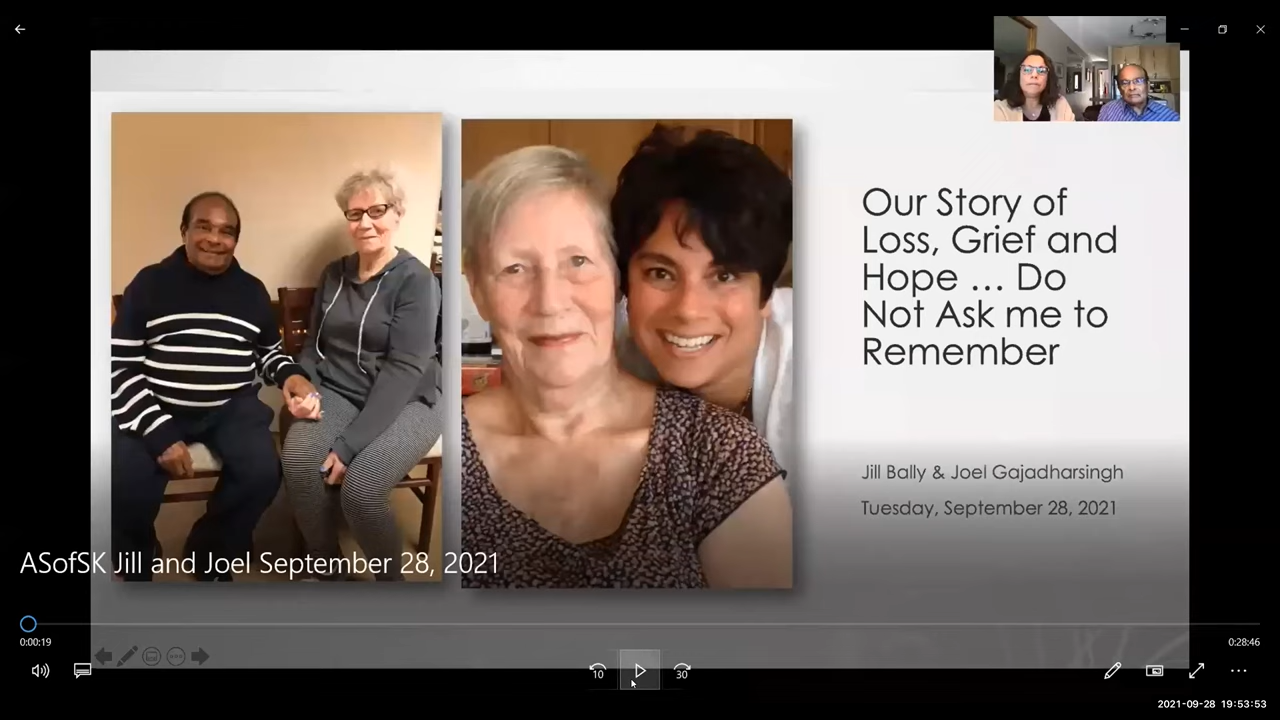 Our Story of
Loss, Grief and
Hope … Do
Not Ask me to
Remember
Jill Bally & Joel Gajadharsingh
Tuesday, September 28, 2021
ASofSK Jill and Joel September 28, 2021
0:00:19
0:28:46
10
30
2021-09-28 19:53:53